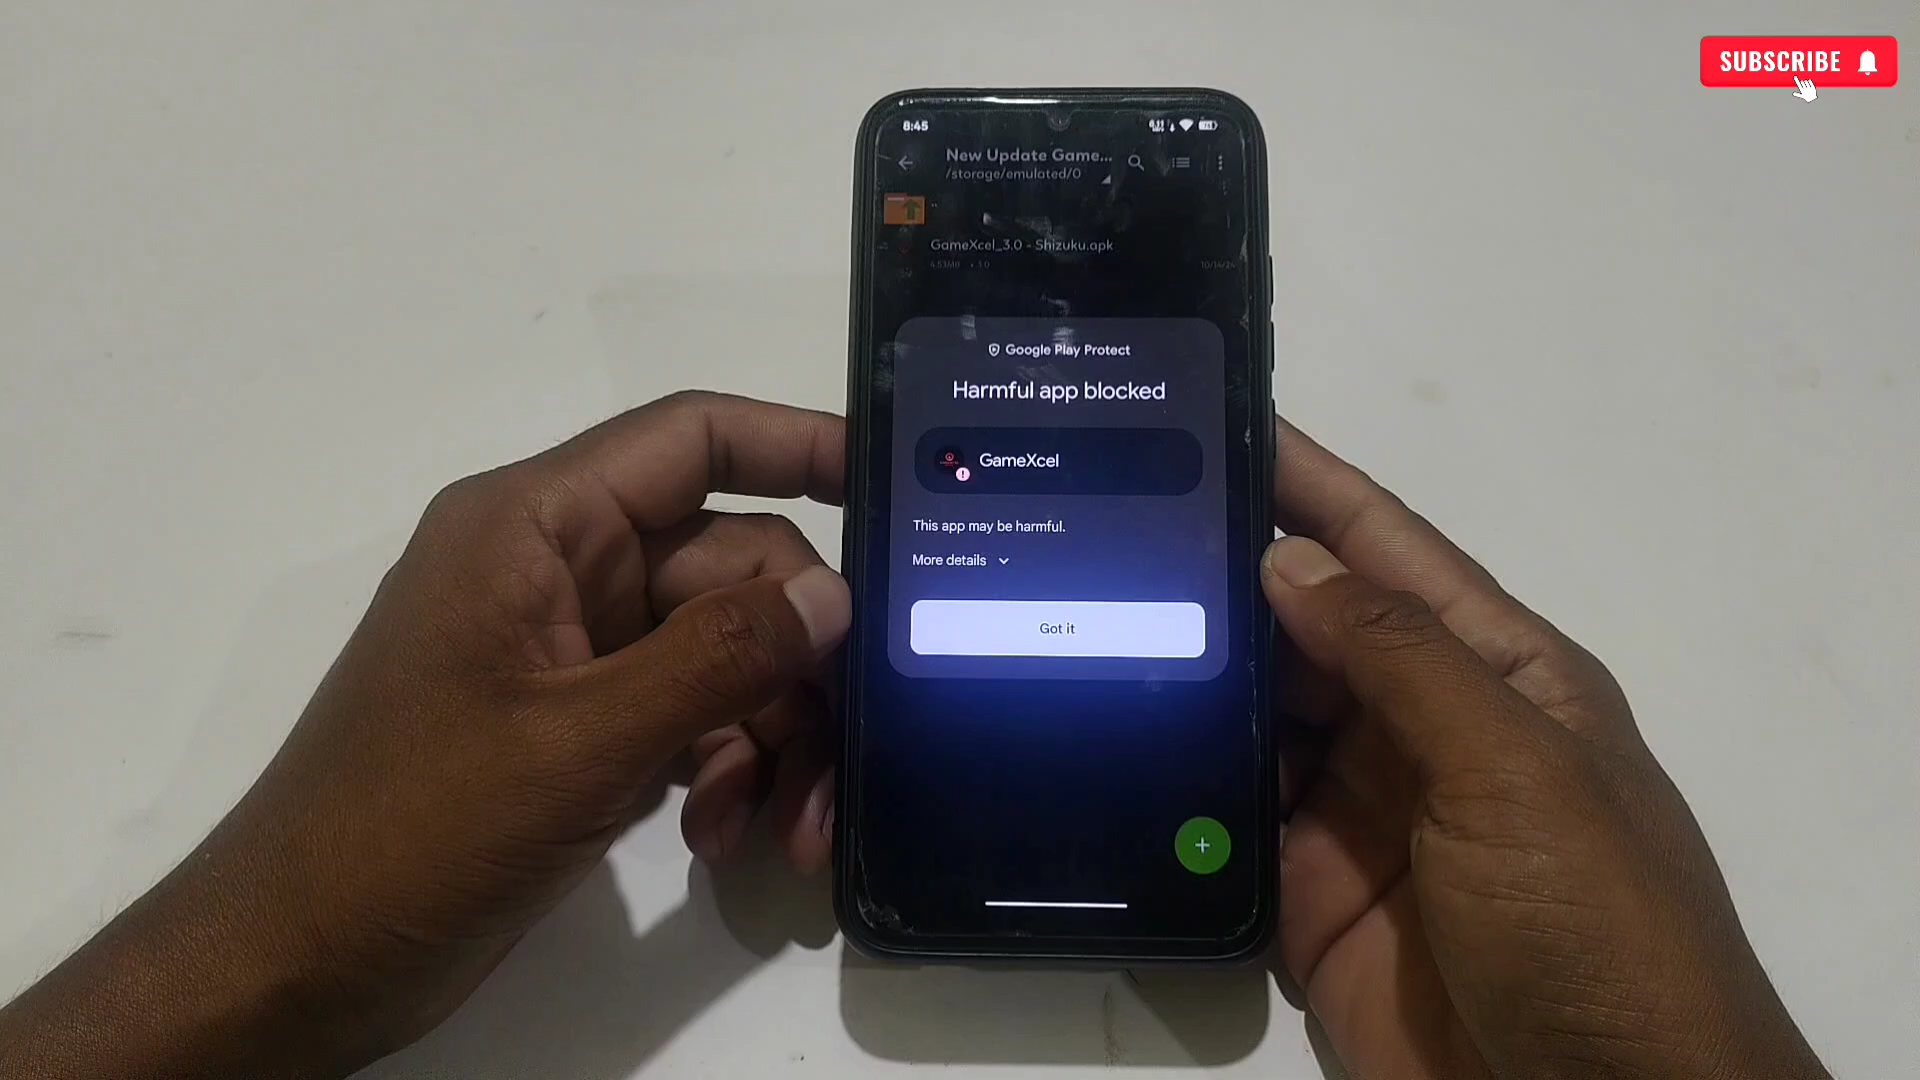 SUBSCRIBE
8:45
New Update Game...
/storage/emulated/0
..
GameXcel_3.0 - Shizuku.apk
Google Play Protect
Harmful app blocked
GameXcel
This app may be harmful.
More details
Got it